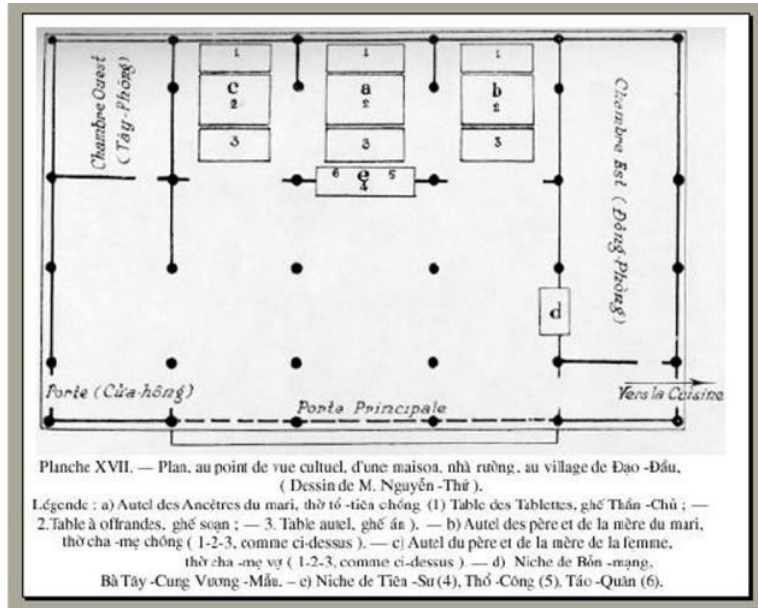 Chambre Ouest
(Tây-Phòng)
1
c
2
3
1
a
2
3
1
b
2
3
6 e 5
4
Chambre Est (Đông-Phòng)
d
Porte (Cửa-hông)
Porte Principale
Vers la Cuisine
Planche XVII. — Plan, au point de vue cultuel, d'une maison, nhà rường, au village de Đạo -Đầu,
( Dessin de M. Nguyễn -Thứ ).
Légende : a) Autel des Ancètres du mari, thờ tổ -tiên chồng (1) Table des Tablettes, ghế Thần -Chủ ; —
2.Table à offrandes, ghế soạn ; — 3. Table autel, ghế án ). — b) Autel des père et de la mère du mari,
thờ cha -mẹ chồng ( 1-2-3, comme ci-dessus ). — c) Autel du père et de la mère de la femme,
thờ cha -mẹ vợ ( 1-2-3, comme ci-dessus ). — d) Niche de Bổn -mạng,
Bà Tây -Cung Vương -Mẫu. – e) Niche de Tiên -Sư (4), Thổ -Công (5), Táo -Quân (6).